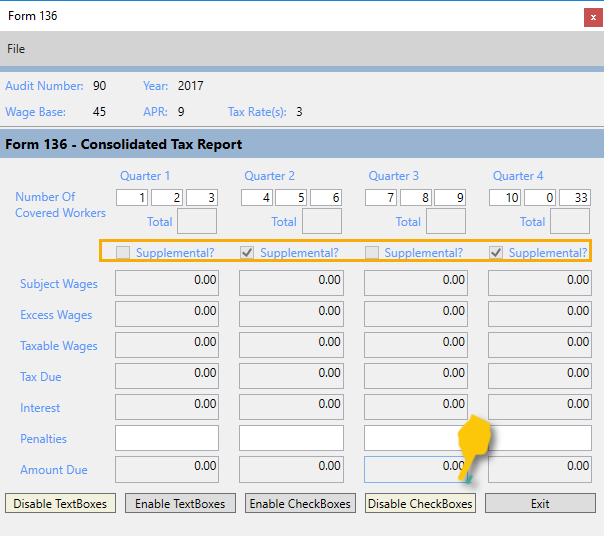 Form 136
x
File
Audit Number: 90 Year: 2017
Wage Base: 45 APR: 9 Tax Rate(s): 3
Form 136 - Consolidated Tax Report
Quarter 1 Quarter 2 Quarter 3 Quarter 4
Number Of
Covered Workers
1 2 3 4 5 6 7 8 9 10 0 33
Total Total Total Total
Supplemental? Supplemental? Supplemental? Supplemental?
Subject Wages 0.00 0.00 0.00 0.00
Excess Wages 0.00 0.00 0.00 0.00
Taxable Wages 0.00 0.00 0.00 0.00
Tax Due 0.00 0.00 0.00 0.00
Interest 0.00 0.00 0.00 0.00
Penalties
Amount Due 0.00 0.00 0.00 0.00
Disable TextBoxes Enable TextBoxes Enable CheckBoxes Disable CheckBoxes Exit